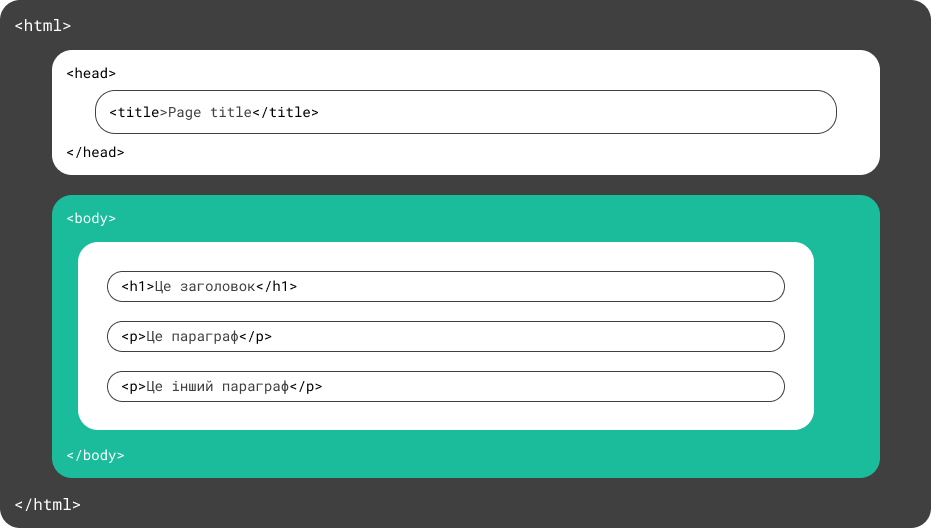 <html>
<head>
<title>Page title</title>
</head>
<body>
<h1>Це заголовок</h1>
<p>Це параграф</p>
<p>Це інший параграф</p>
</body>
</html>